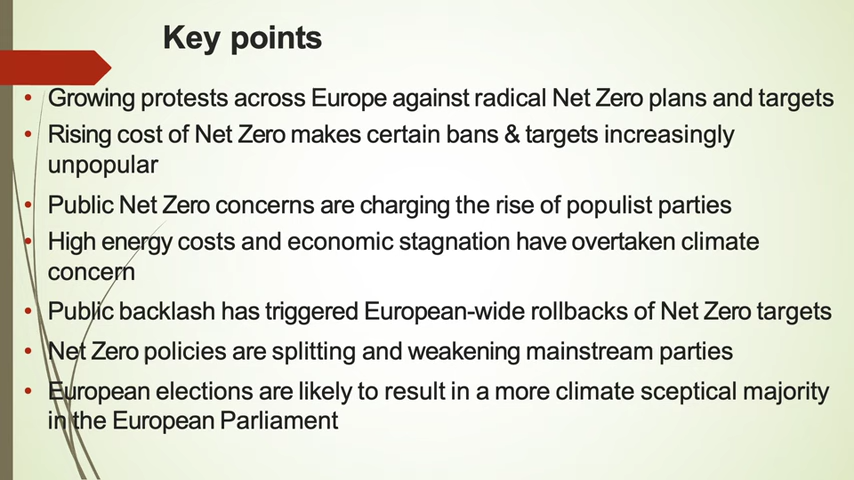 Key points
• Growing protests across Europe against radical Net Zero plans and targets
• Rising cost of Net Zero makes certain bans & targets increasingly
unpopular
• Public Net Zero concerns are charging the rise of populist parties
• High energy costs and economic stagnation have overtaken climate
concern
• Public backlash has triggered European-wide rollbacks of Net Zero targets
• Net Zero policies are splitting and weakening mainstream parties
• European elections are likely to result in a more climate sceptical majority
in the European Parliament